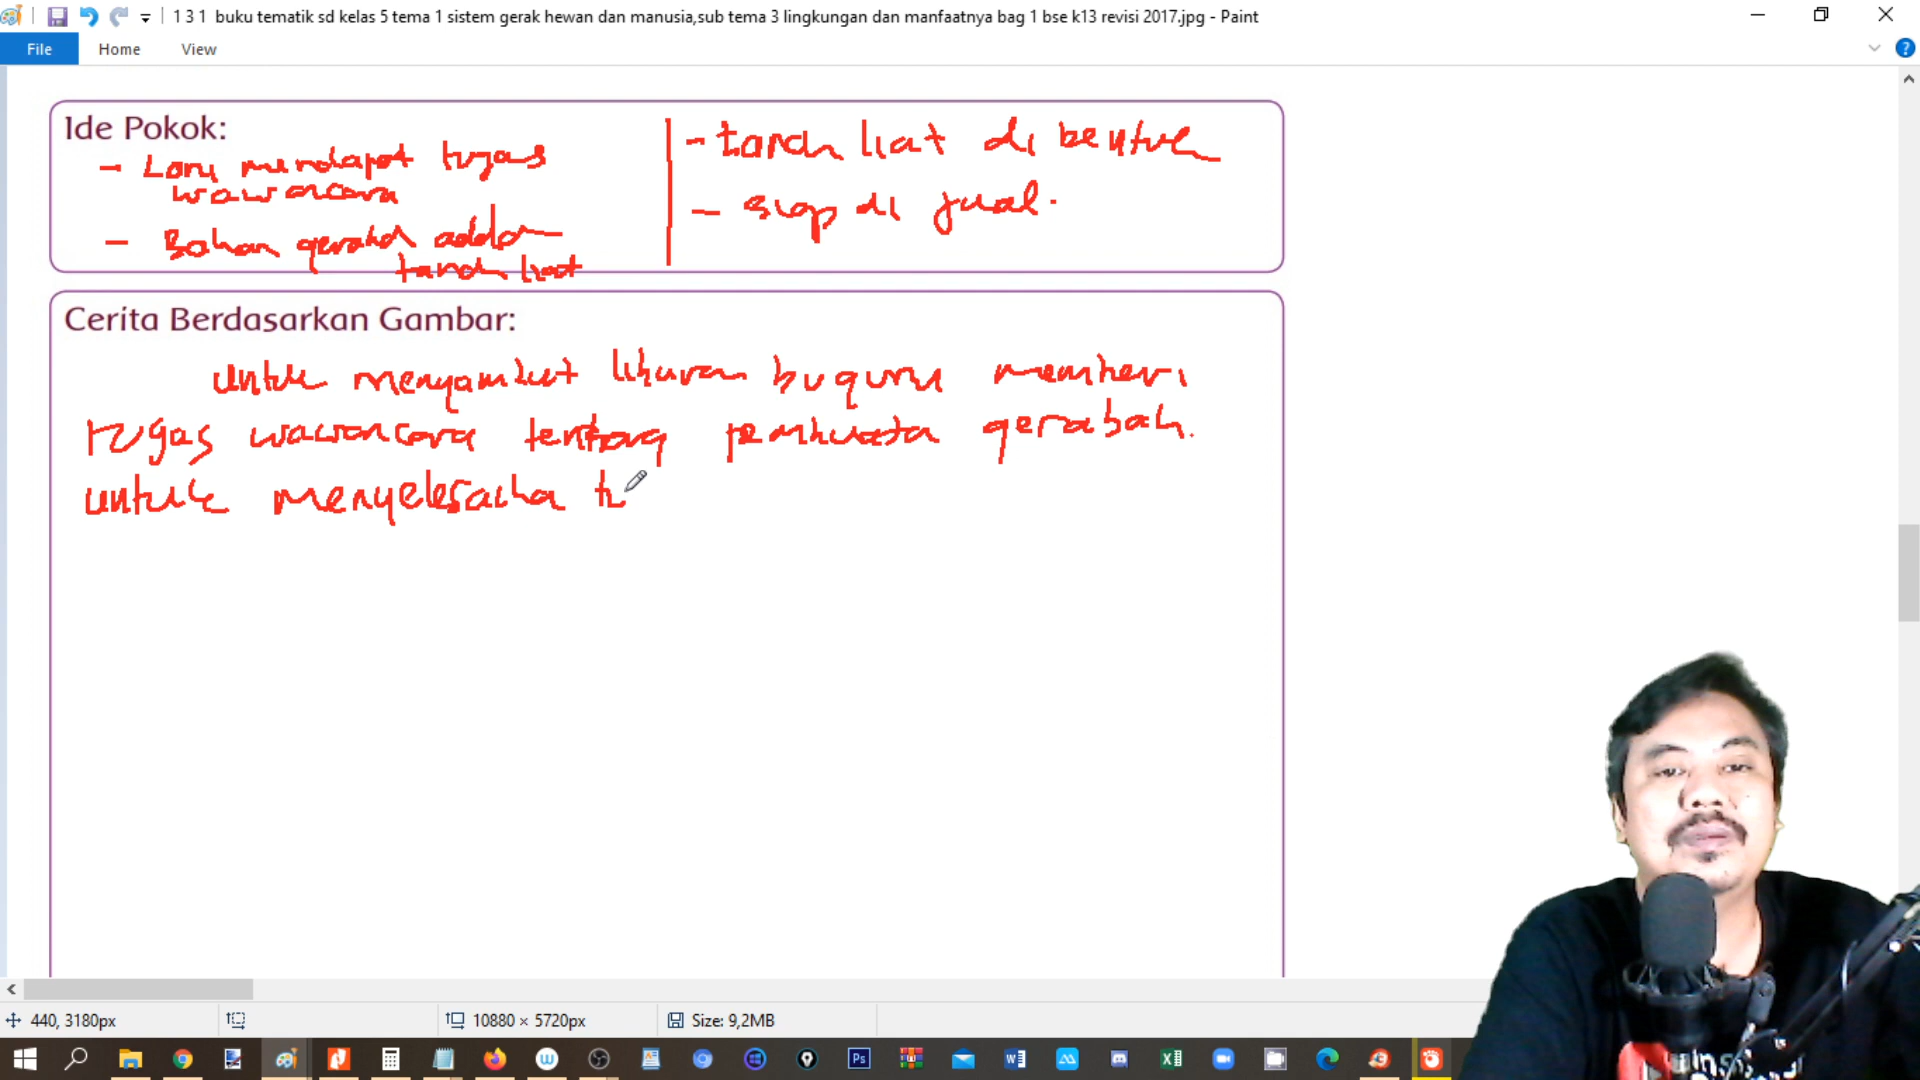 1 3 1 buku tematik sd kelas 5 tema 1 sistem gerak hewan dan manusia,sub tema 3 lingkungan dan manfaatnya bag 1 bse k13 revisi 2017.jpg - Paint
File Home View
Ide Pokok:
- Lani mendapat tugas
wawancara
- Bahan gerabah adalah
tanah liat
- tanah liat di bentuk
- siap di jual.
Cerita Berdasarkan Gambar:
untuk menyambut liburan bu guru memberi
tugas wawancara tentang pembuata gerabah.
untuk menyelesaika tu
440, 3180px
10880 × 5720px
Size: 9,2MB